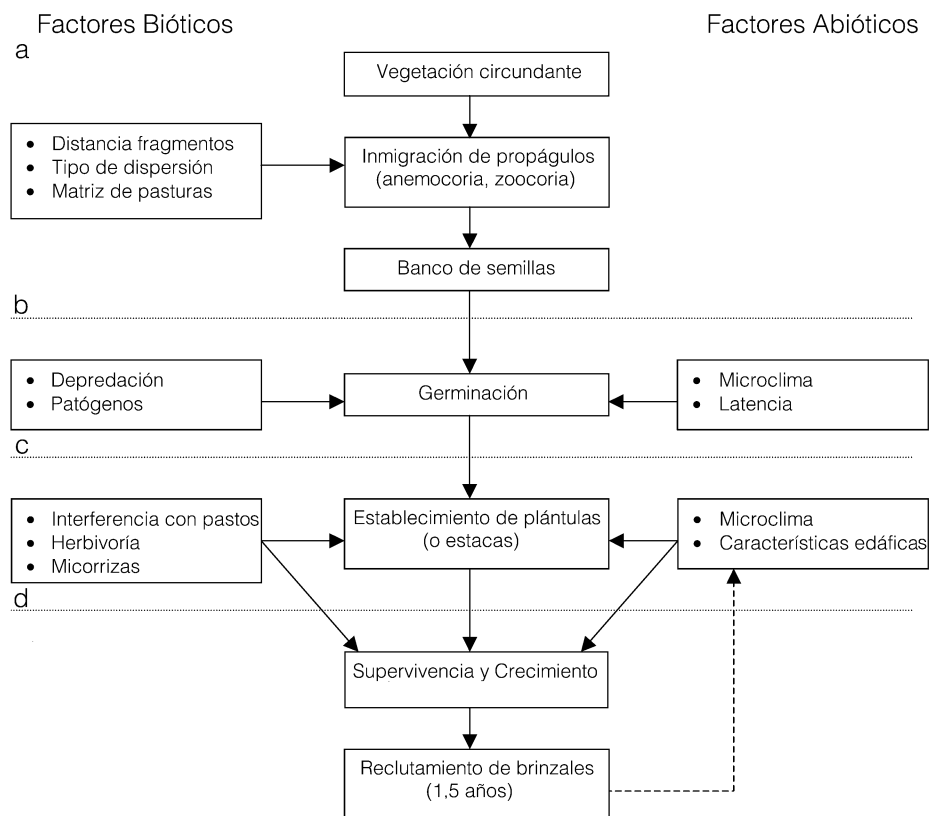 Factores Bióticos
Factores Abióticos
a
Vegetación circundante
• Distancia fragmentos
• Tipo de dispersión
• Matriz de pasturas
Inmigración de propágulos
(anemocoria, zoocoria)
Banco de semillas
b
• Depredación
• Patógenos
Germinación
• Microclima
• Latencia
c
• Interferencia con pastos
• Herbivoría
• Micorrizas
Establecimiento de plántulas
(o estacas)
• Microclima
• Características edáficas
d
Supervivencia y Crecimiento
Reclutamiento de brinzales
(1,5 años)